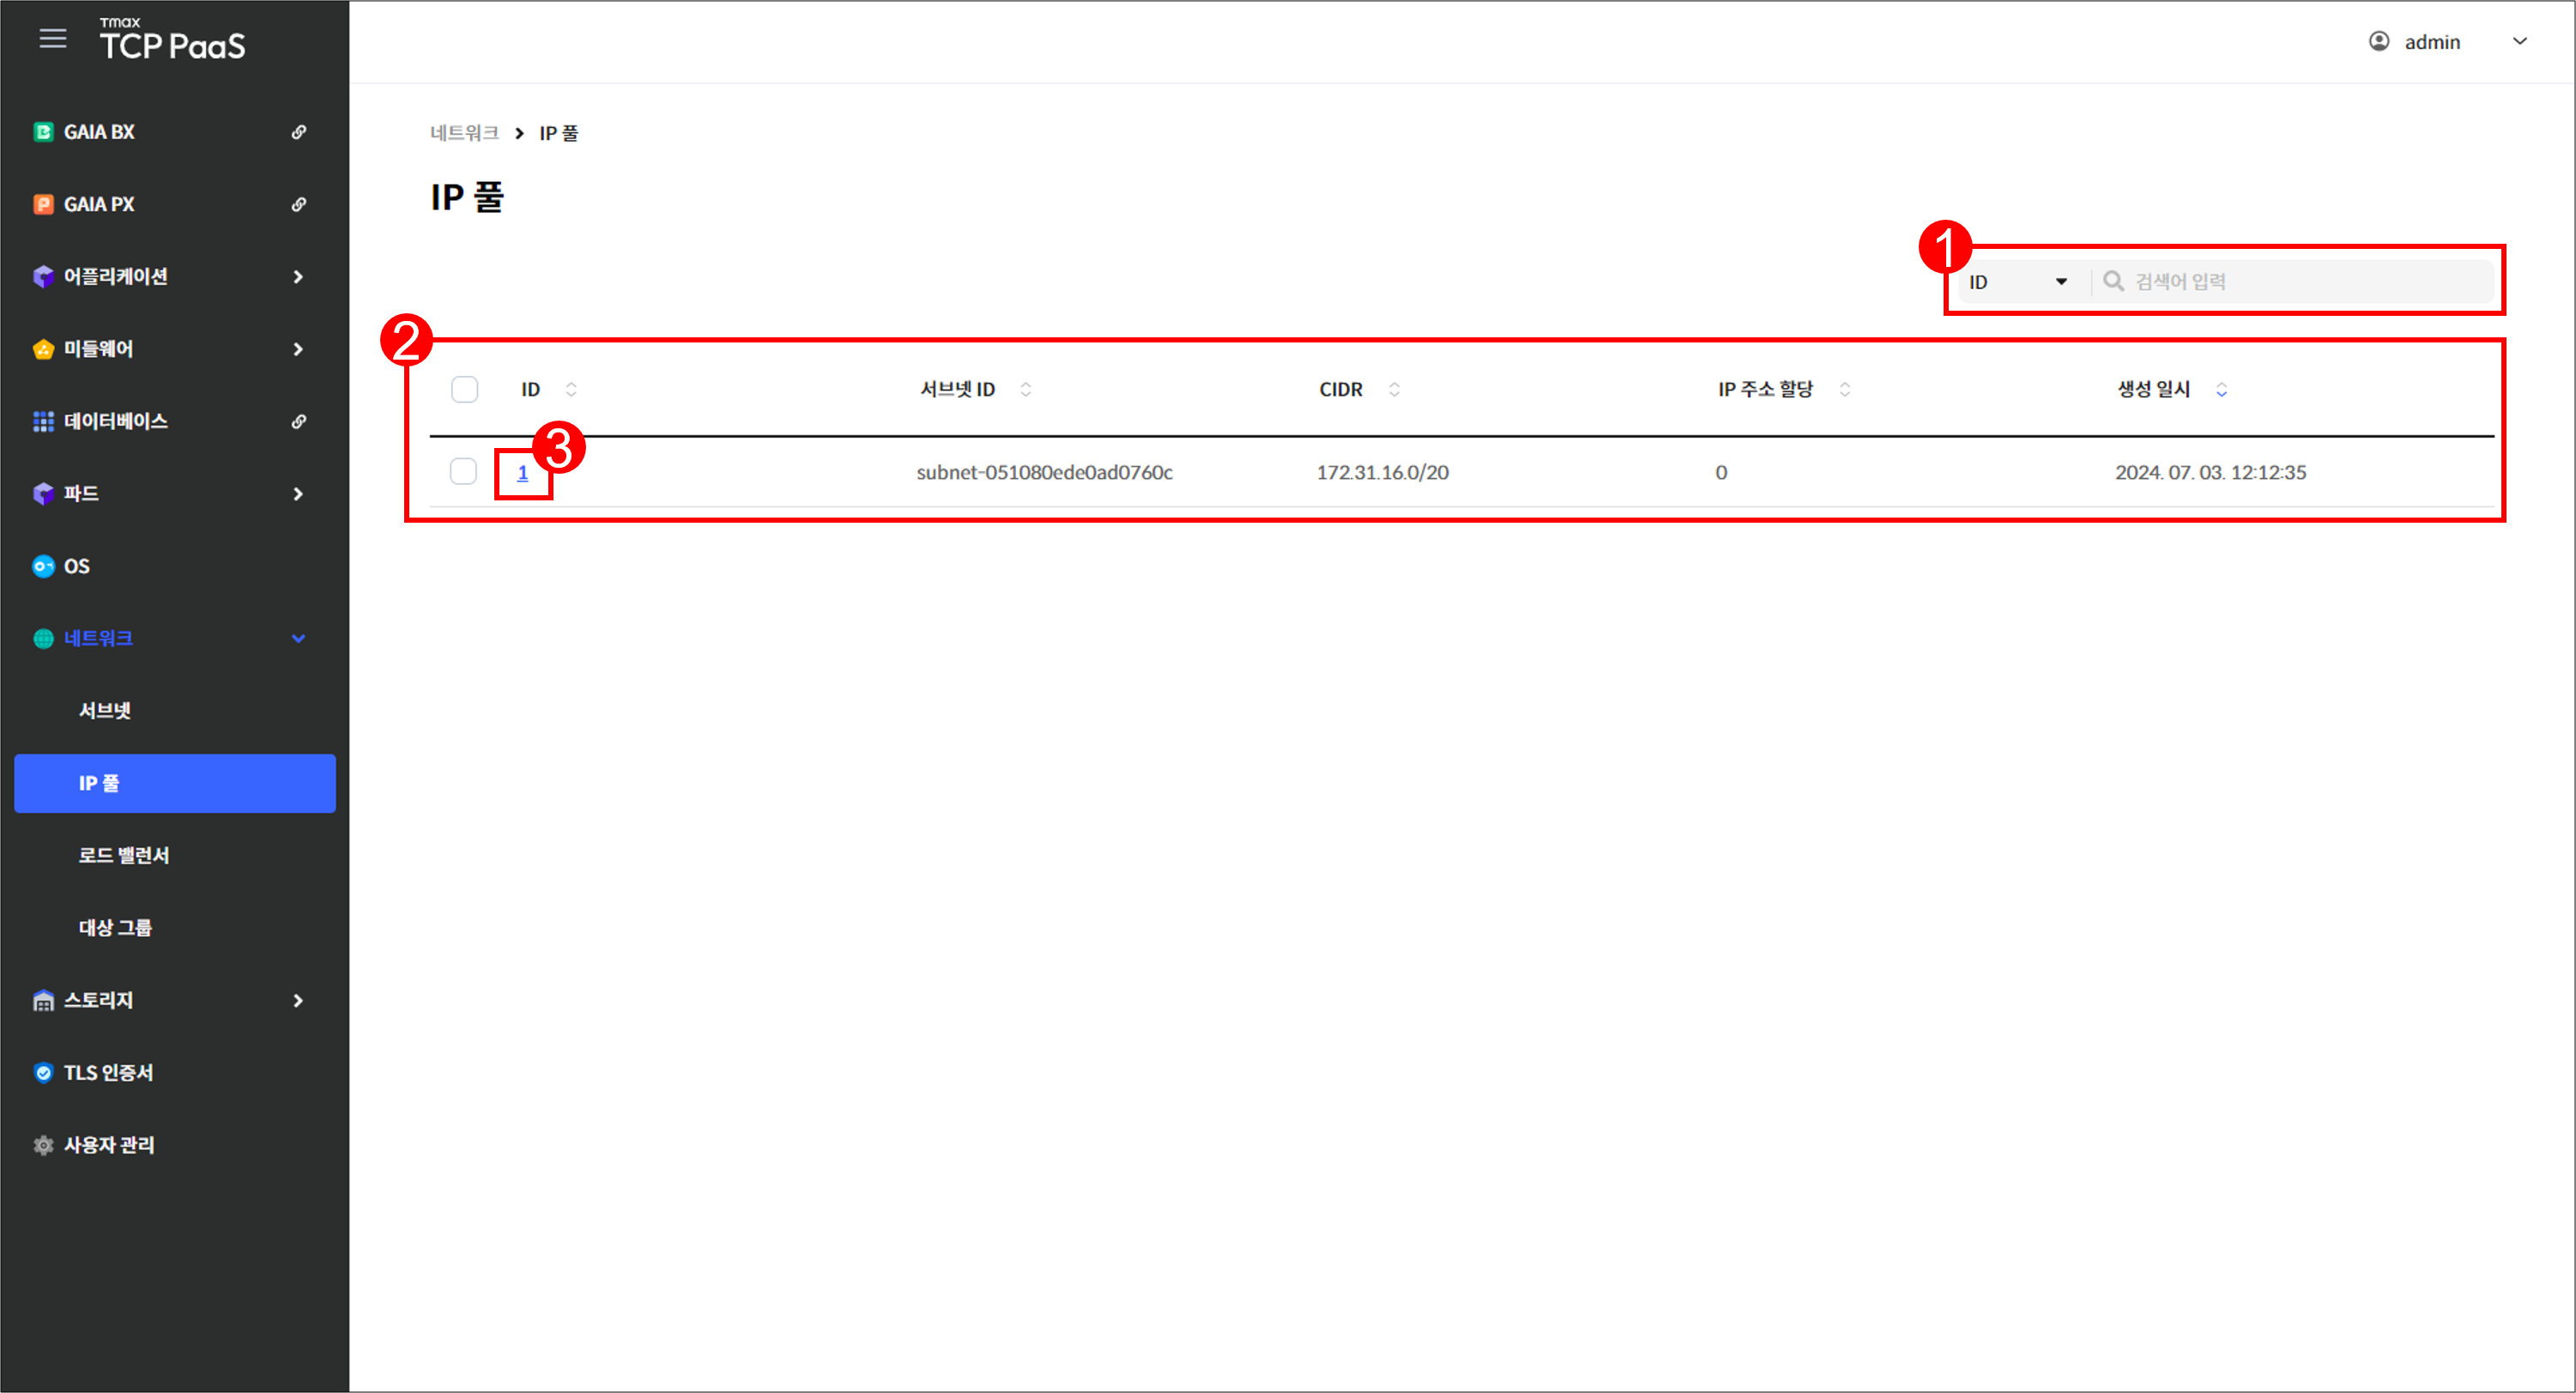 Tmax
TCP PaaS
admin
GAIA BX
GAIA PX
어플리케이션
미들웨어
데이터베이스
파드
OS
네트워크
서브넷
IP 풀
로드 밸런서
대상 그룹
스토리지
TLS 인증서
사용자 관리
네트워크 > IP 풀
IP 풀
1
ID 검색어 입력
2
ID 서브넷 ID CIDR IP 주소 할당 생성 일시
3
1 subnet-051080ede0ad0760c 172.31.16.0/20 0 2024. 07. 03. 12:12:35